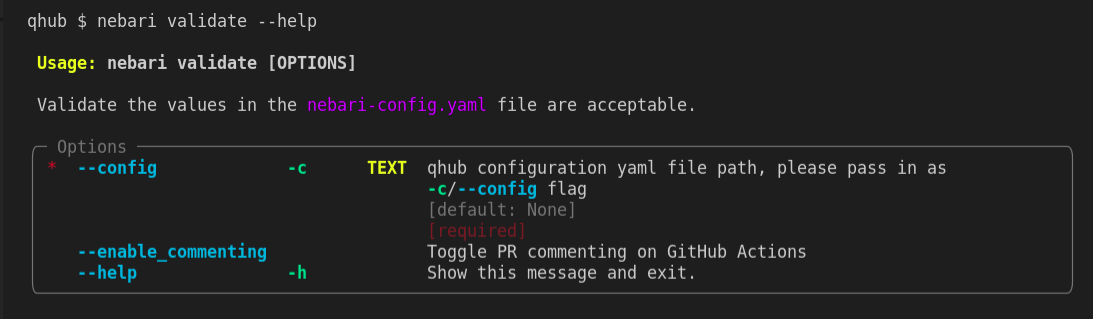 qhub $ nebari validate --help
Usage: nebari validate [OPTIONS]
Validate the values in the nebari-config.yaml file are acceptable.
Options
* --config -c TEXT qhub configuration yaml file path, please pass in as
-c/--config flag
[default: None]
[required]
--enable_commenting Toggle PR commenting on GitHub Actions
--help -h Show this message and exit.